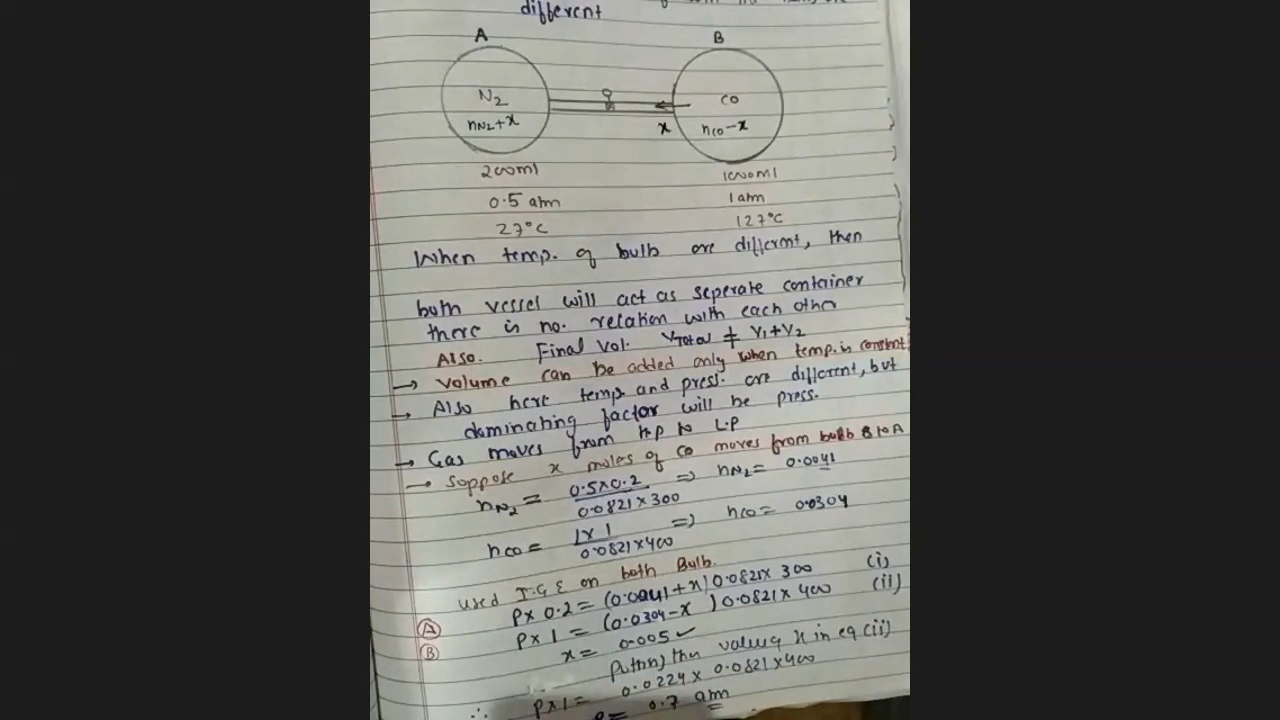 different
A B
N2 CO
nN2+x x nco-x
200ml 1000ml
0.5 atm 1 atm
27°C 127°C
When temp. of bulb are different, then
both vessel will act as seperate container
there is no. relation with each other
Also. Final Vol. VTotal ≠ V1+V2
→ Volume can be added only when temp. is constant
→ Also here temp and press. are different, but
dominating factor will be press.
→ Gas moves from H.P to L.P
→ Suppose x moles of CO moves from bulb B to A
nN2 = 0.5×0.2 / 0.0821×300 ⇒ nN2 = 0.0041
nco = 1×1 / 0.0821×400 ⇒ nco = 0.0304
used I.G.E on both Bulb.
(A) P×0.2 = (0.0041+x) 0.0821×300 (i)
(B) P×1 = (0.0304-x) 0.0821×400 (ii)
x = 0.005 ✓
Putting the value of x in eq (ii)
∴ P×1 = 0.0224 × 0.0821×400
P = 0.7 atm